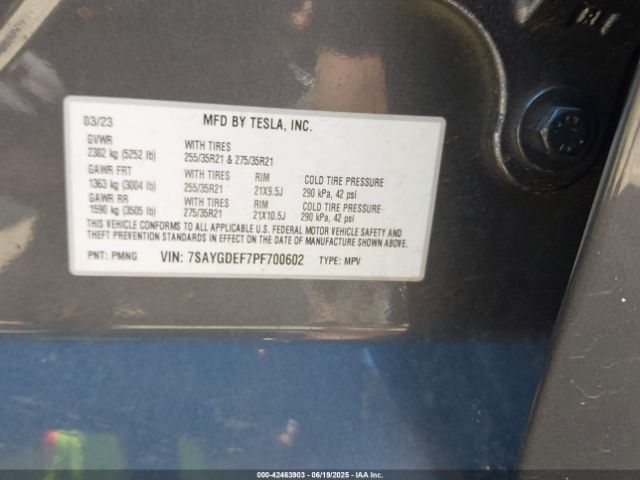 03/23 MFD BY TESLA, INC.
GVWR WITH TIRES
2382 kg (5252 lb) 255/35R21 & 275/35R21
GAWR FRT WITH TIRES RIM COLD TIRE PRESSURE
1363 kg (3004 lb) 255/35R21 21X9.5J 290 kPa, 42 psi
GAWR RR WITH TIRES RIM COLD TIRE PRESSURE
1590 kg (3505 lb) 275/35R21 21X10.5J 290 kPa, 42 psi
THIS VEHICLE CONFORMS TO ALL APPLICABLE U.S. FEDERAL MOTOR VEHICLE SAFETY AND
THEFT PREVENTION STANDARDS IN EFFECT ON THE DATE OF MANUFACTURE SHOWN ABOVE.
PNT: PMNG VIN: 7SAYGDEF7PF700602 TYPE: MPV
000-42463903 - 06/19/2025 - IAA Inc.